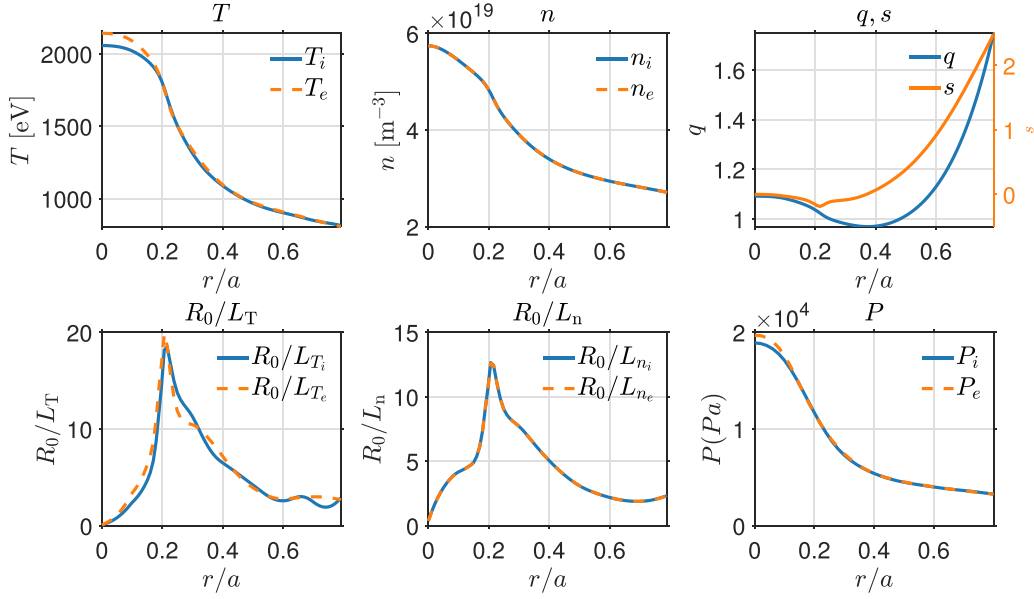 T
2000
1500
1000
T [eV]
T_i
T_e
0 0.2 0.4 0.6
r/a
n
×10^19
6
4
2
n [m^−3]
n_i
n_e
0 0.2 0.4 0.6
r/a
q, s
1.6
1.4
1.2
1
q
q
s
2
1
0
s
0 0.2 0.4 0.6
r/a
R_0/L_T
20
10
0
R_0/L_T
R_0/L_{T_i}
R_0/L_{T_e}
0 0.2 0.4 0.6
r/a
R_0/L_n
15
10
5
0
R_0/L_n
R_0/L_{n_i}
R_0/L_{n_e}
0 0.2 0.4 0.6
r/a
P
×10^4
2
1
0
P(Pa)
P_i
P_e
0 0.2 0.4 0.6
r/a